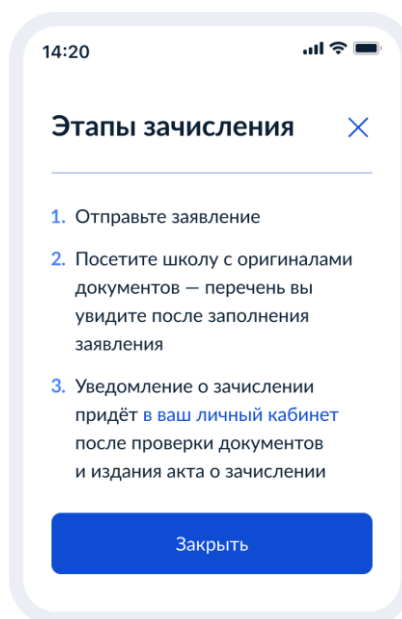 14:20
Этапы зачисления
1. Отправьте заявление
2. Посетите школу с оригиналами
документов — перечень вы
увидите после заполнения
заявления
3. Уведомление о зачислении
придёт в ваш личный кабинет
после проверки документов
и издания акта о зачислении
Закрыть